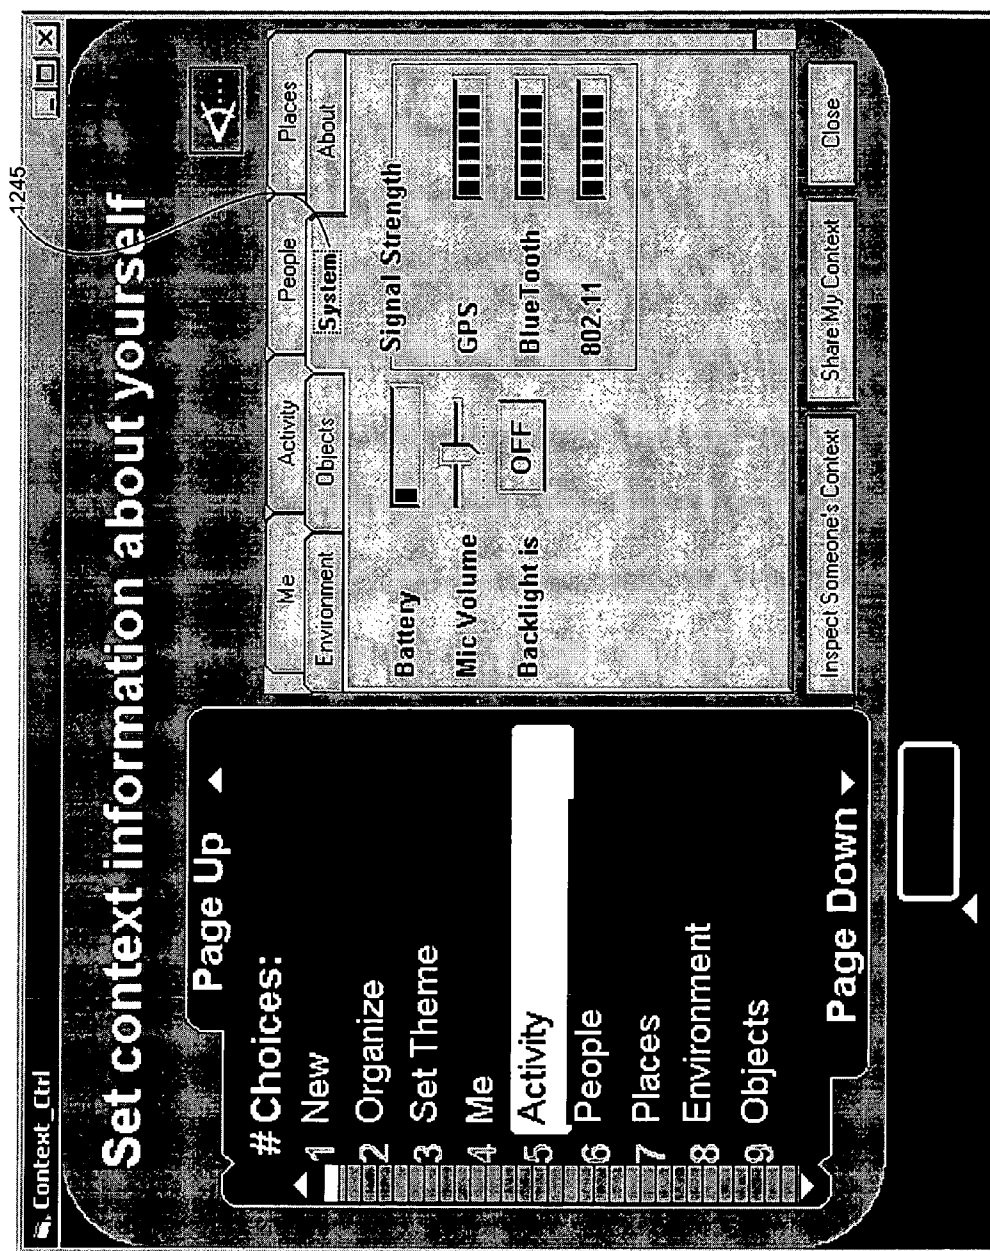 Context_Ctrl
1245
Set context information about yourself
Page Up
# Choices:
1 New
2 Organize
3 Set Theme
4 Me
5 Activity
6 People
7 Places
8 Environment
9 Objects
Page Down
Me Activity People Places
Environment Objects System About
Battery
Mic Volume
Backlight is OFF
Signal Strength
GPS
BlueTooth
802.11
Inspect Someone's Context Share My Context Close